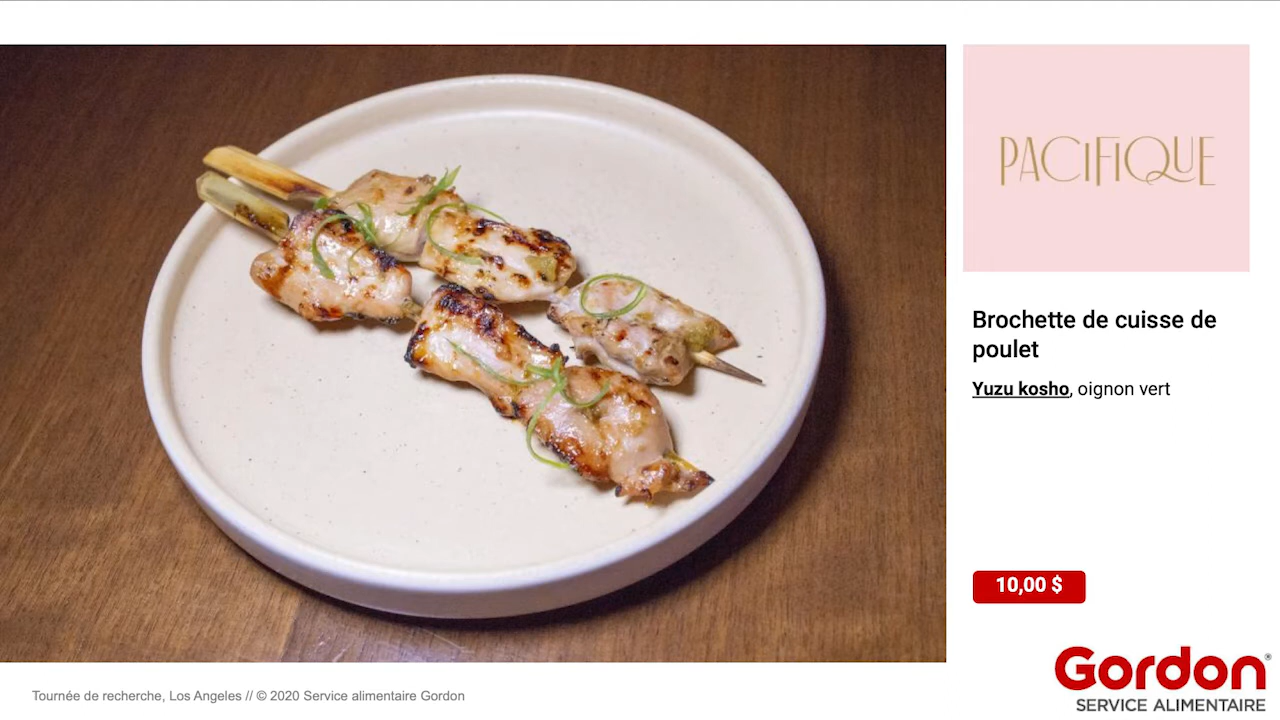 PACIFIQUE
Brochette de cuisse de
poulet
Yuzu kosho, oignon vert
10,00 $
Gordon®
SERVICE ALIMENTAIRE
Tournée de recherche, Los Angeles // © 2020 Service alimentaire Gordon